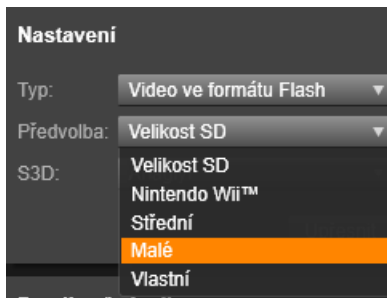 Nastavení
Typ: Video ve formátu Flash
Předvolba: Velikost SD
S3D:
Velikost SD
Nintendo Wii™
Střední
Malé
Vlastní